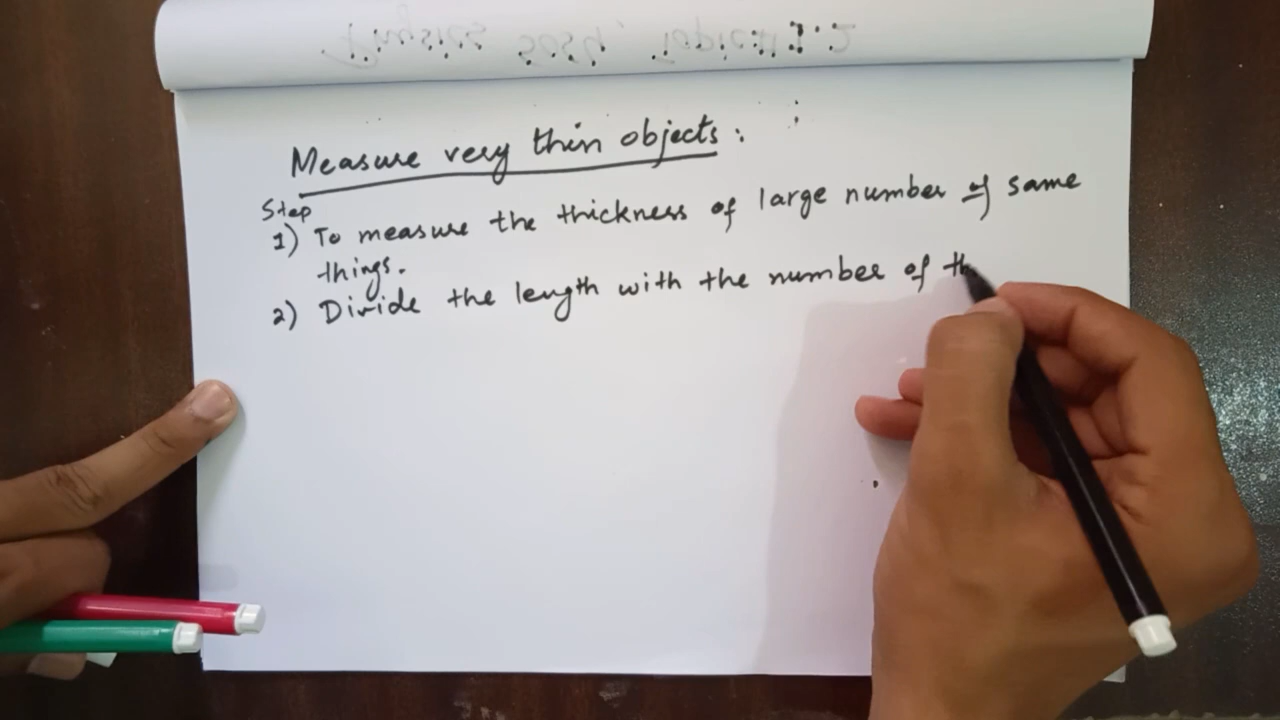 Measure very thin objects:
Step
1) To measure the thickness of large number of same
things.
2) Divide the length with the number of th